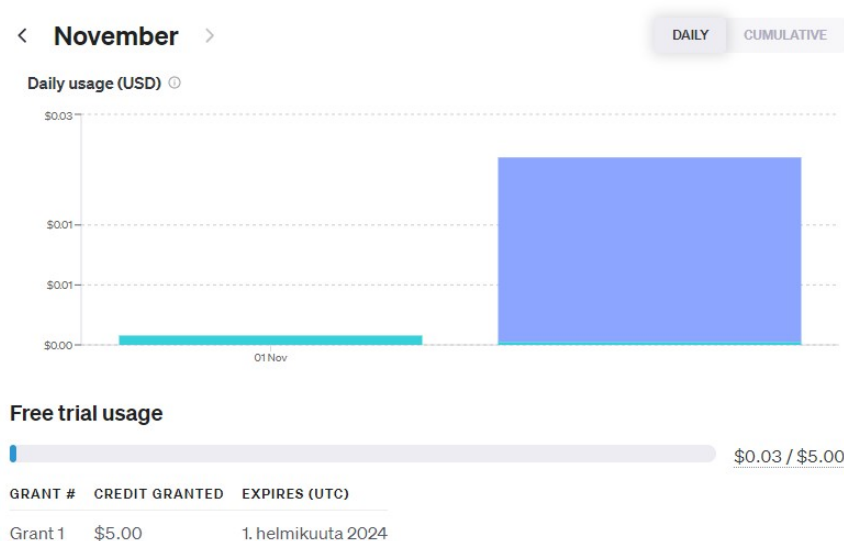 November
DAILY CUMULATIVE
Daily usage (USD)
$0.03
$0.01
$0.01
$0.00
01 Nov
Free trial usage
$0.03 / $5.00
GRANT # CREDIT GRANTED EXPIRES (UTC)
Grant 1 $5.00 1. helmikuuta 2024